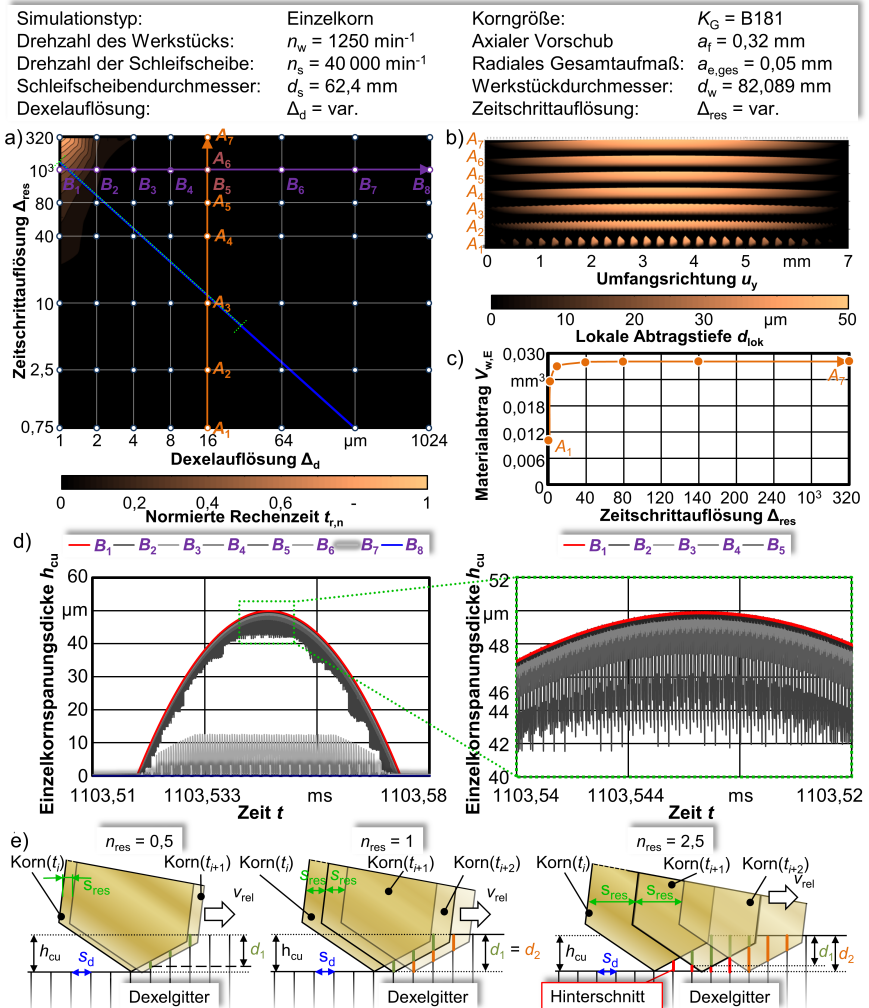 Simulationstyp: Einzelkorn Korngröße: K_G = B181
Drehzahl des Werkstücks: n_w = 1250 min⁻¹ Axialer Vorschub a_f = 0,32 mm
Drehzahl der Schleifscheibe: n_s = 40 000 min⁻¹ Radiales Gesamtaufmaß: a_e,ges = 0,05 mm
Schleifscheibendurchmesser: d_s = 62,4 mm Werkstückdurchmesser: d_w = 82,089 mm
Dexelauflösung: Δ_d = var. Zeitschrittauflösung: Δ_res = var.
a)
Zeitschrittauflösung Δ_res
320
10³
80
40
10
2,5
0,75
A₇
A₆
B₁ B₂ B₃ B₄ B₅ B₆ B₇ B₈
A₅
A₄
A₃
A₂
A₁
1 2 4 8 16 64 µm 1024
Dexelauflösung Δ_d
0 0,2 0,6 - 1
Normierte Rechenzeit t_r,n
b)
A₇
A₆
A₅
A₄
A₃
A₂
A₁
0 1 2 3 4 5 mm 7
Umfangsrichtung u_y
0 10 20 30 µm 50
Lokale Abtragstiefe d_lok
c)
Materialabtrag V_w,E
0,030
mm³
0,018
0,012
0,006
0
A₁
A₇
0 40 80 120 160 200 240 10³ 320
Zeitschrittauflösung Δ_res
d)
B₁ B₂ B₃ B₄ B₅ B₆ B₇ B₈
Einzelkornspanungsdicke h_cu
60
µm
40
30
20
10
0
1103,51 1103,533 ms 1103,58
Zeit t
B₁ B₂ B₃ B₄ B₅
Einzelkornspanungsdicke h_cu
52
µm
48
46
44
42
40
1103,54 1103,544 ms 1103,52
Zeit t
e)
n_res = 0,5
Korn(t_i) Korn(t_i+1)
s_res
v_rel
h_cu
s_d
d₁
Dexelgitter
n_res = 1
Korn(t_i) Korn(t_i+1) Korn(t_i+2)
s_res s_res
v_rel
h_cu
s_d
d₁ = d₂
Dexelgitter
n_res = 2,5
Korn(t_i) Korn(t_i+1) Korn(t_i+2)
s_res s_res
v_rel
h_cu
s_d
d₁ d₂
Hinterschnitt Dexelgitter